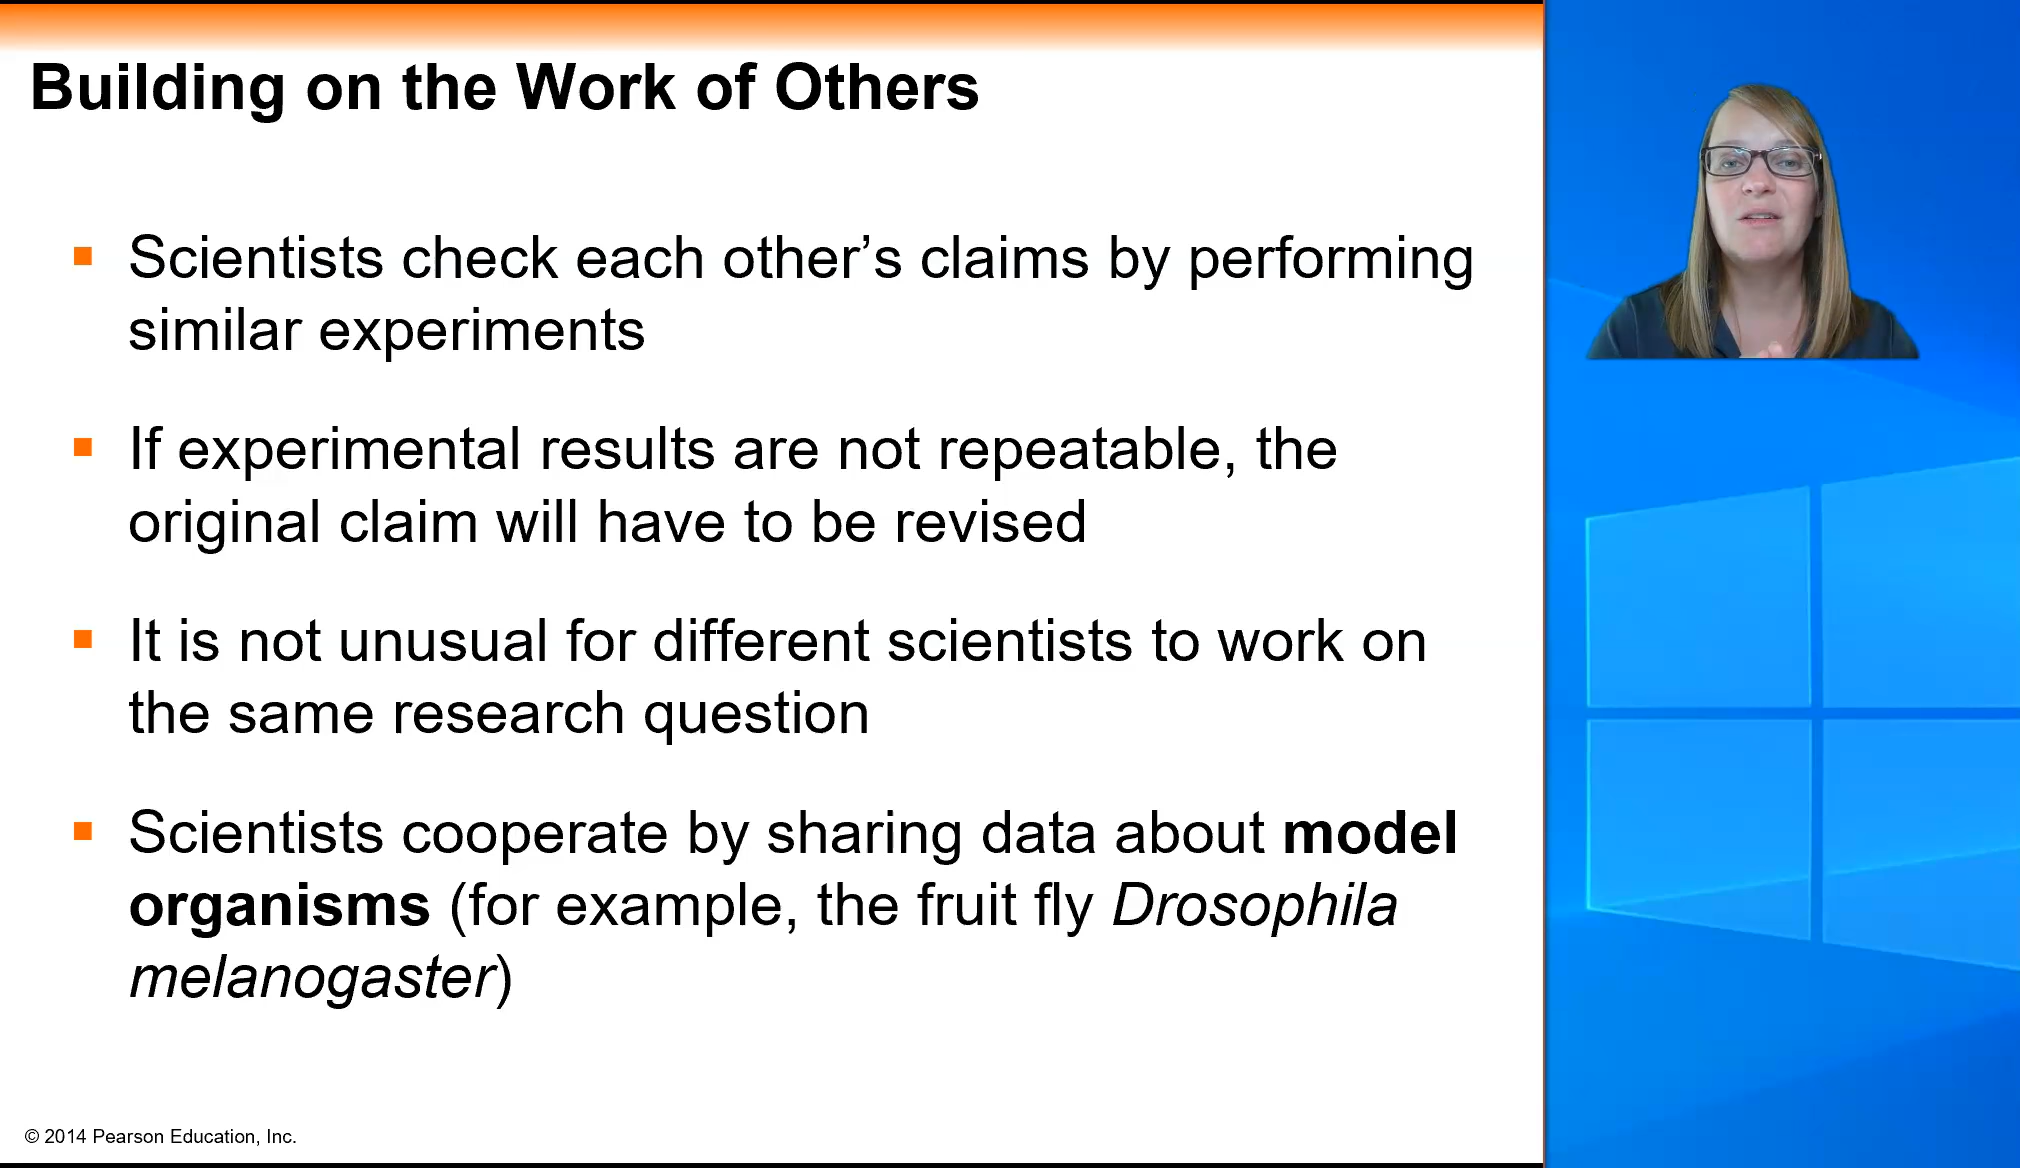 Building on the Work of Others
Scientists check each other’s claims by performing
similar experiments
If experimental results are not repeatable, the
original claim will have to be revised
It is not unusual for different scientists to work on
the same research question
Scientists cooperate by sharing data about model
organisms (for example, the fruit fly Drosophila
melanogaster)
© 2014 Pearson Education, Inc.